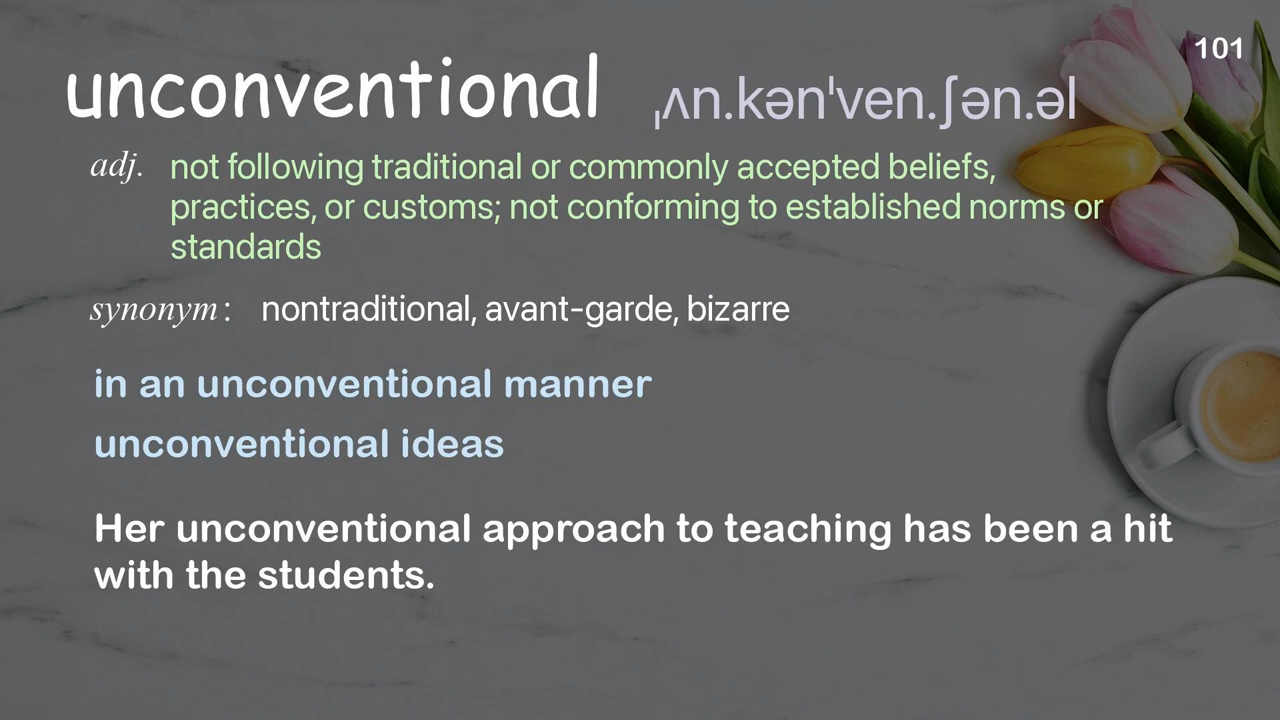 101
unconventional ˌʌn.kənˈven.ʃən.əl
adj. not following traditional or commonly accepted beliefs,
practices, or customs; not conforming to established norms or
standards
synonym: nontraditional, avant-garde, bizarre
in an unconventional manner
unconventional ideas
Her unconventional approach to teaching has been a hit
with the students.